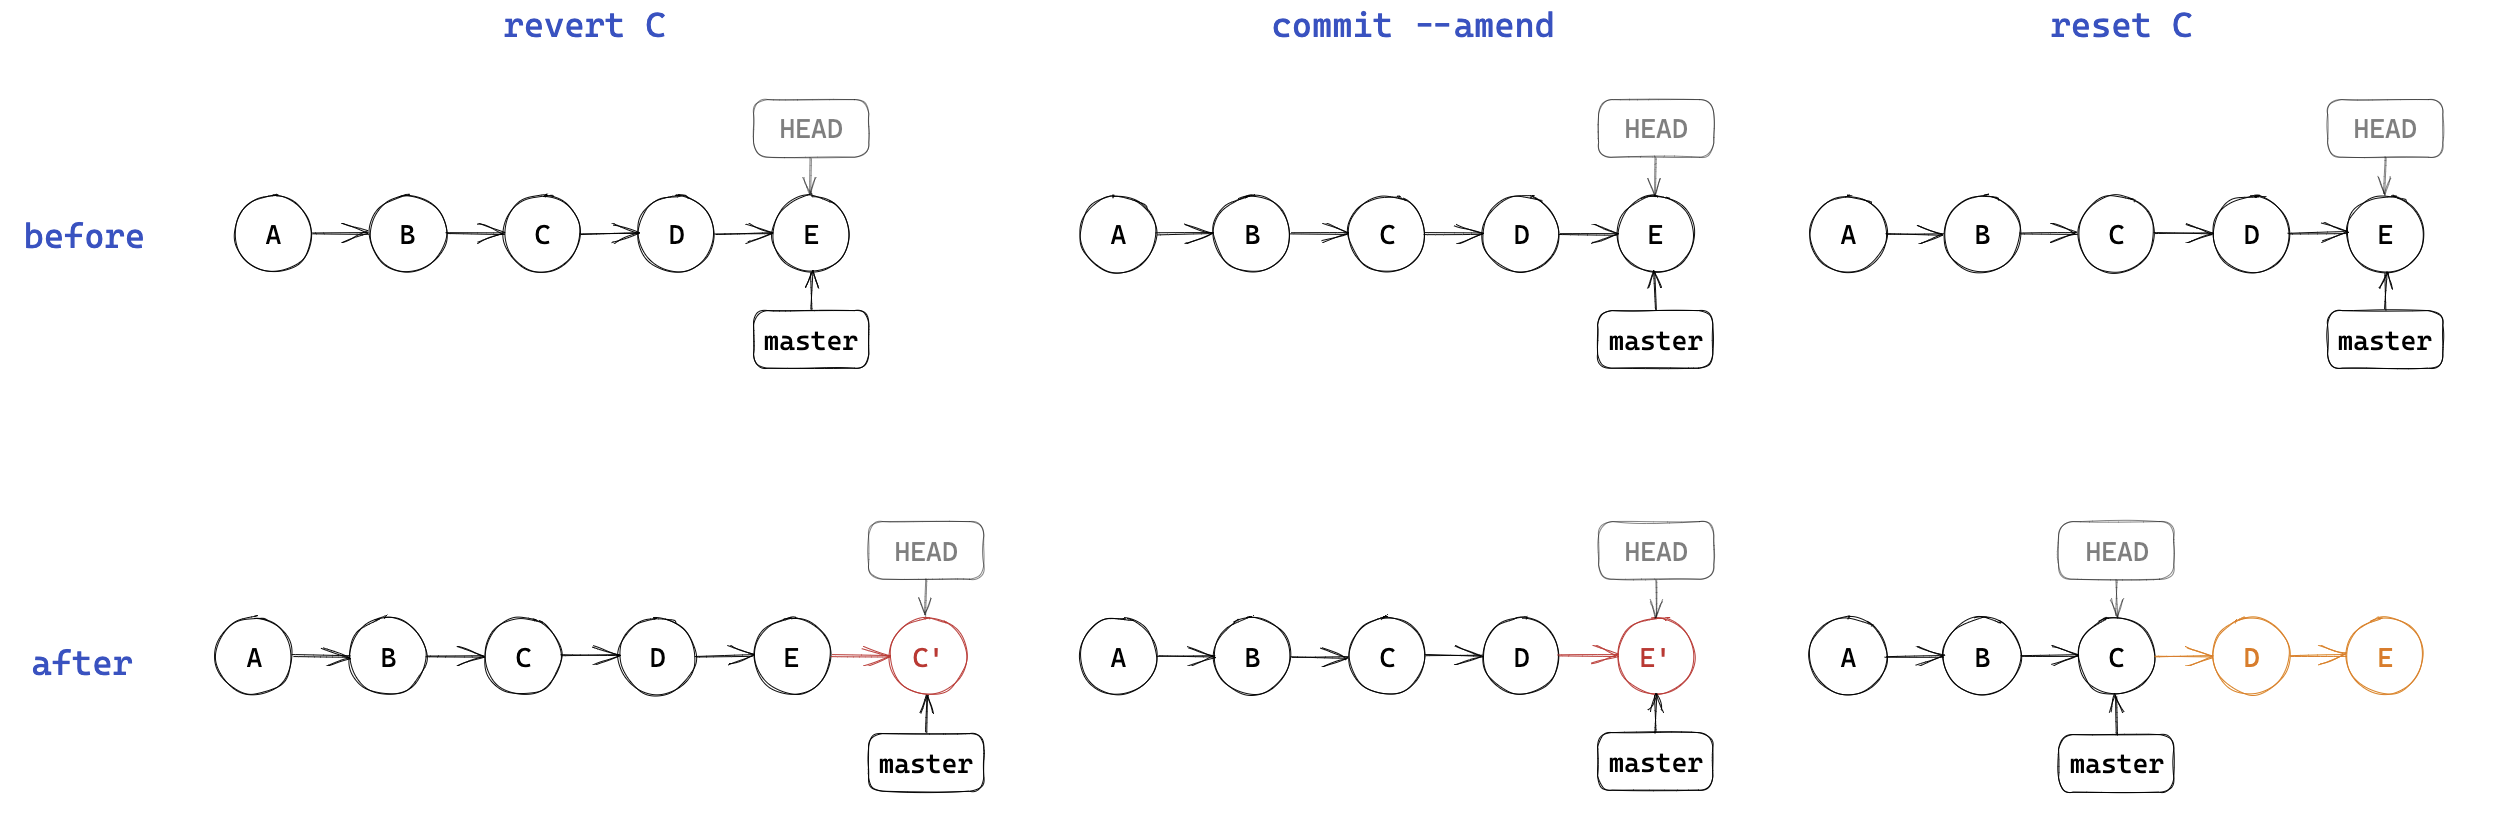 revert C
commit --amend
reset C
before
HEAD
A B C D E
master
HEAD
A B C D E
master
HEAD
A B C D E
master
after
HEAD
A B C D E C'
master
HEAD
A B C D E'
master
HEAD
A B C D E
master